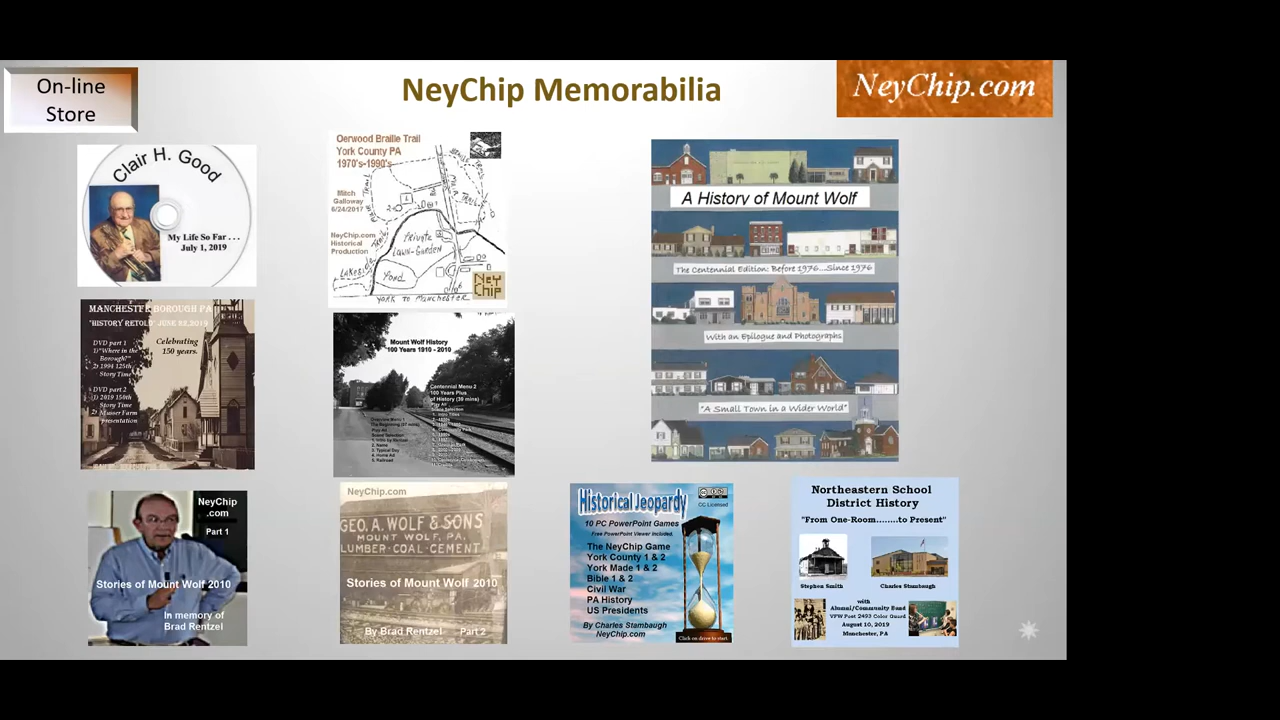 On-line
Store
NeyChip Memorabilia
NeyChip.com
Clair H. Good
My Life So Far . . .
July 1, 2019
Oerwood Braille Trail
York County PA
1970's-1990's
Mitch
Galloway
6/24/2017
NeyChip.com
Historical
Production
Private
Lawn-Garden
Yond
YORK TO MANCHESTER
NEY
CHIP
A History of Mount Wolf
The Centennial Edition: Before 1976...Since 1976
With an Epilogue and Photographs
"A Small Town in a Wider World"
MANCHESTER BOROUGH PA
"HISTORY RETOLD" JUNE 22,2019
Celebrating
150 years.
DVD part 1
1)"Where in the
Borough?"
2) 1994 125th
Story Time
DVD part 2
1) 2019 150th
Story Time
2) Musser Farm
presentation
Mount Wolf History
"100 Years 1910 - 2010
Centennial Menu 2
100 Years Plus
of History (39 mins)
Play All
Scene Selection
NeyChip
.com
Part 1
Stories of Mount Wolf 2010
In memory of
Brad Rentzel
NeyChip.com
GEO. A. WOLF & SONS
MOUNT WOLF, PA.
LUMBER-COAL-CEMENT
Stories of Mount Wolf 2010
By Brad Rentzel Part 2
Historical Jeopardy
CC Licensed
10 PC PowerPoint Games
Free PowerPoint Viewer Included.
The NeyChip Game
York County 1 & 2
York Made 1 & 2
Bible 1 & 2
Civil War
PA History
US Presidents
By Charles Stambaugh
NeyChip.com
Click on drive to start.
Northeastern School
District History
"From One-Room........to Present"
Stephen Smith
Charles Stambaugh
with
Alumni/Community Band
VFW Post 2493 Color Guard
August 10, 2019
Manchester, PA